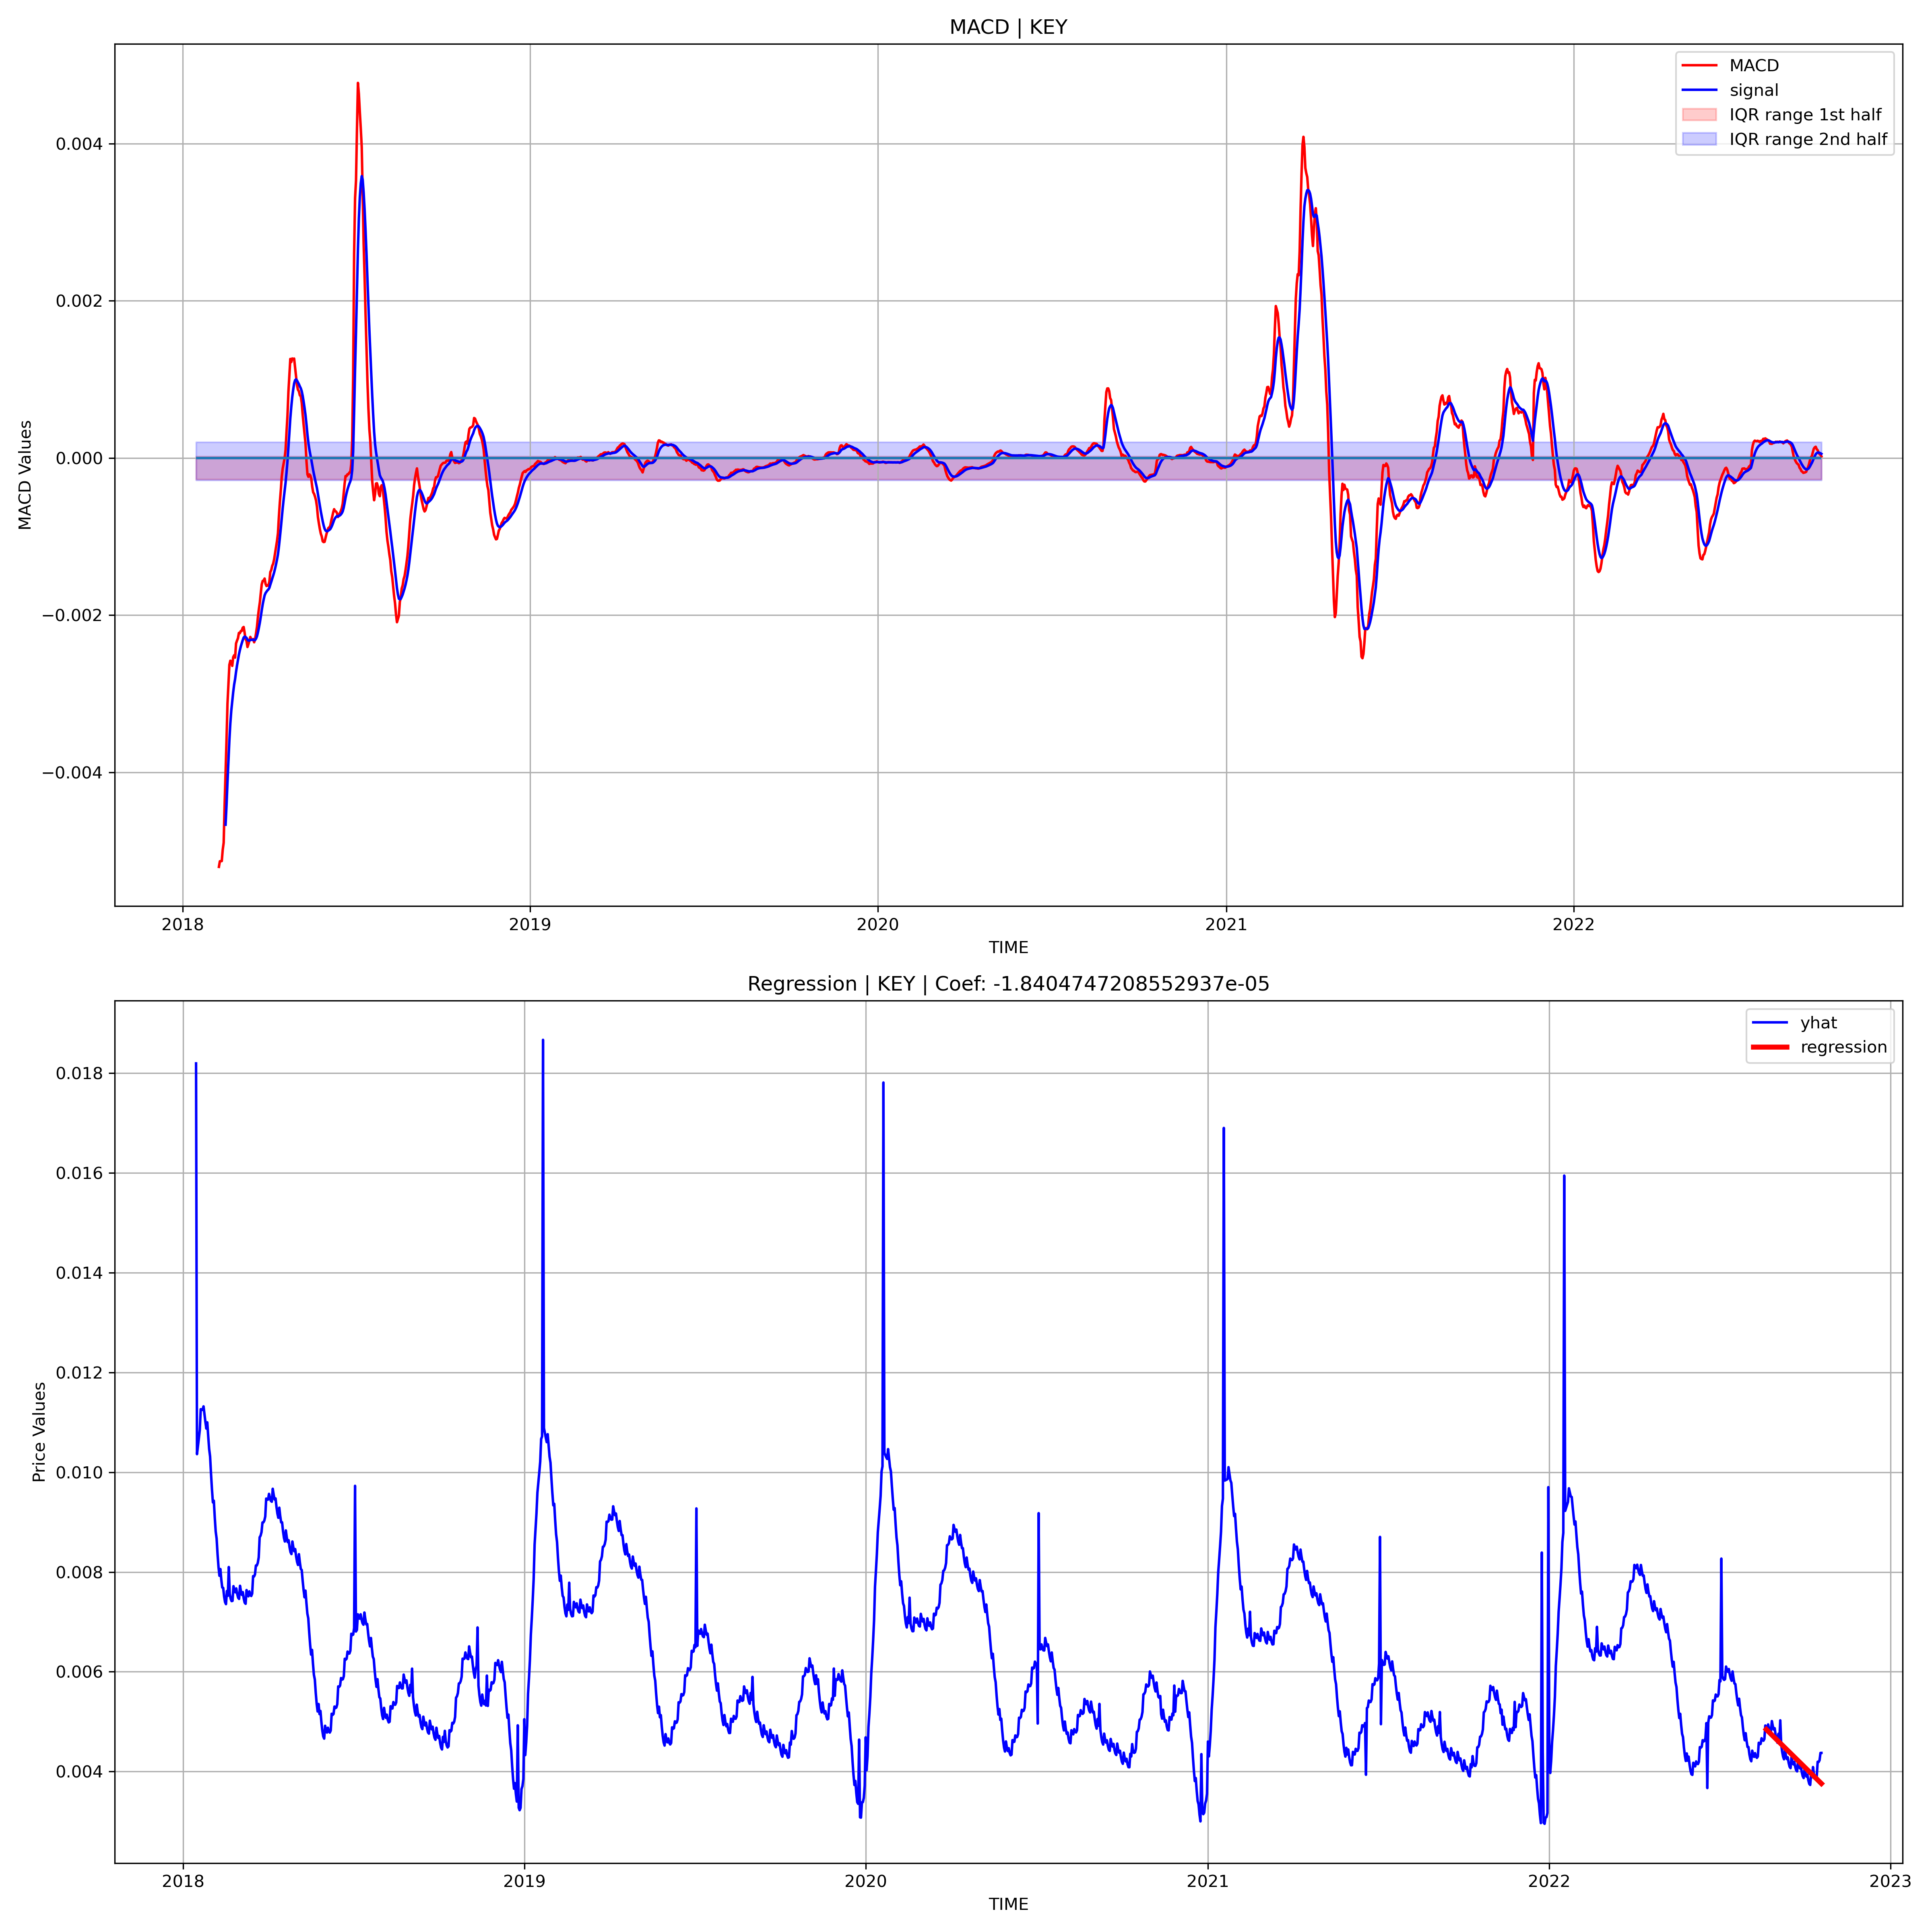 MACD | KEY
MACD
signal
IQR range 1st half
IQR range 2nd half
0.004
0.002
0.000
−0.002
−0.004
MACD Values
2018
2019
2020
2021
2022
TIME
Regression | KEY | Coef: -1.8404747208552937e-05
yhat
regression
0.018
0.016
0.014
0.012
0.010
0.008
0.006
0.004
Price Values
2018
2019
2020
2021
2022
2023
TIME